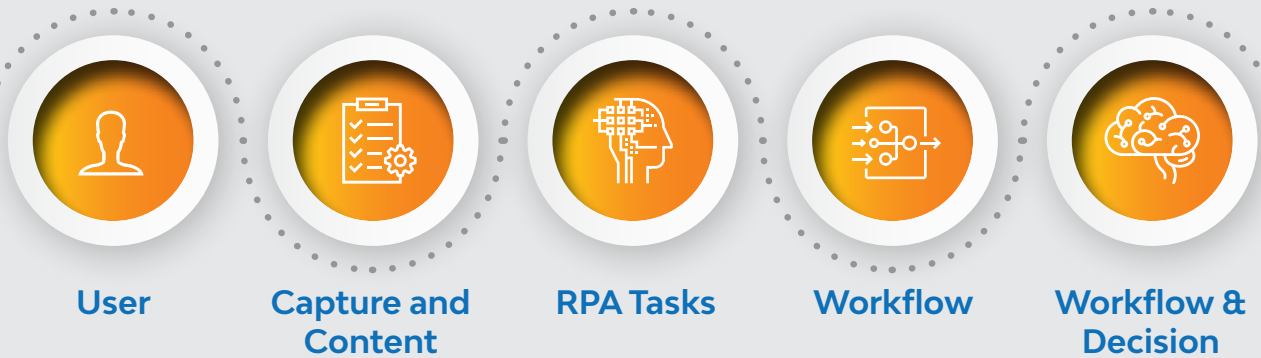 User
Capture and
Content
RPA Tasks
Workflow
Workflow &
Decision